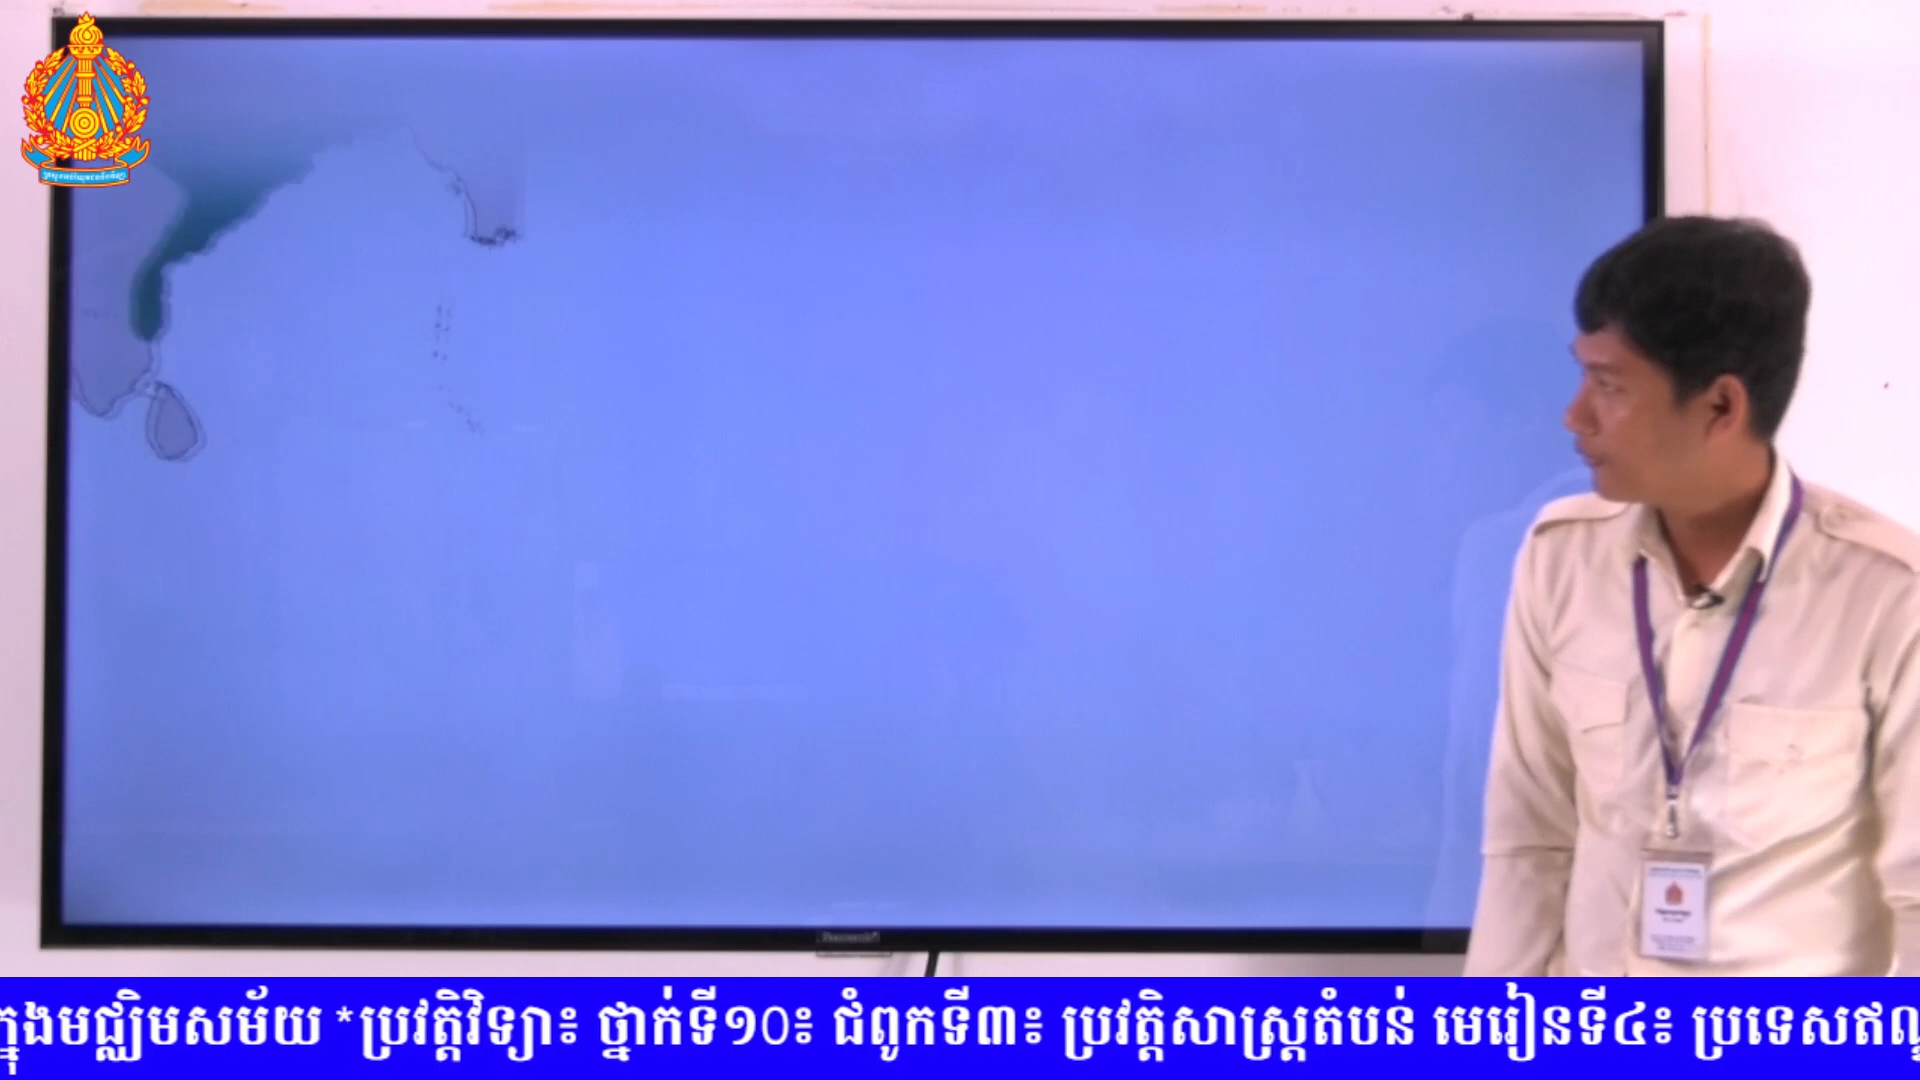 ក្នុងមជ្ឈិមសម័យ *ប្រវត្តិវិទ្យា៖ ថ្នាក់ទី១0៖ ជំពូកទី៣៖ ប្រវត្តិសាស្ត្រតំបន់ មេរៀនទី៤៖ ប្រទេសឥណ្ឌ